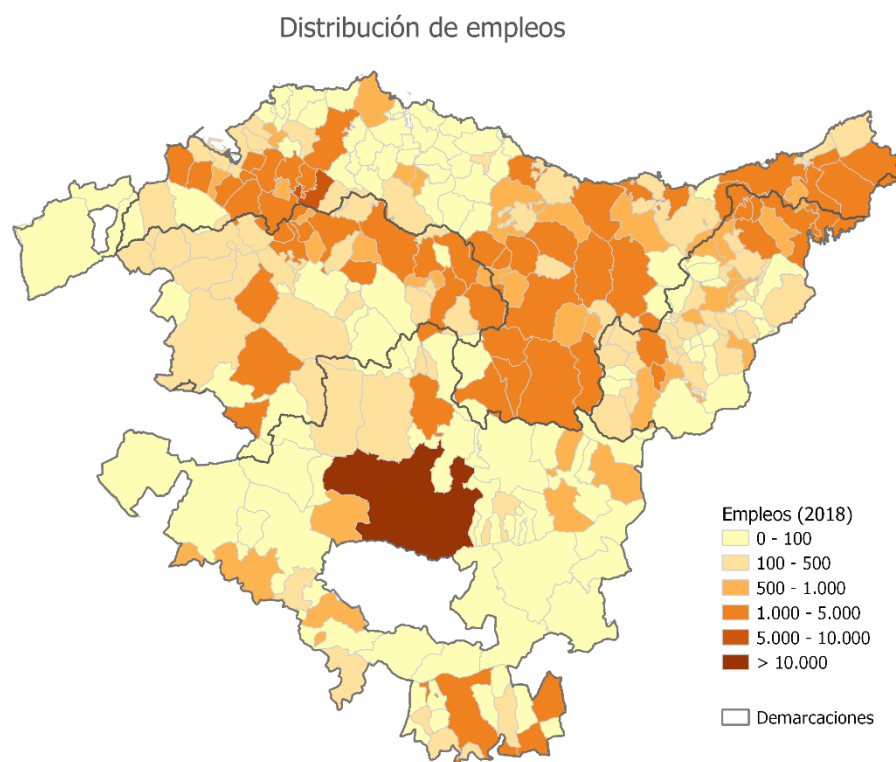 Distribución de empleos
Empleos (2018)
0 - 100
100 - 500
500 - 1.000
1.000 - 5.000
5.000 - 10.000
> 10.000
Demarcaciones